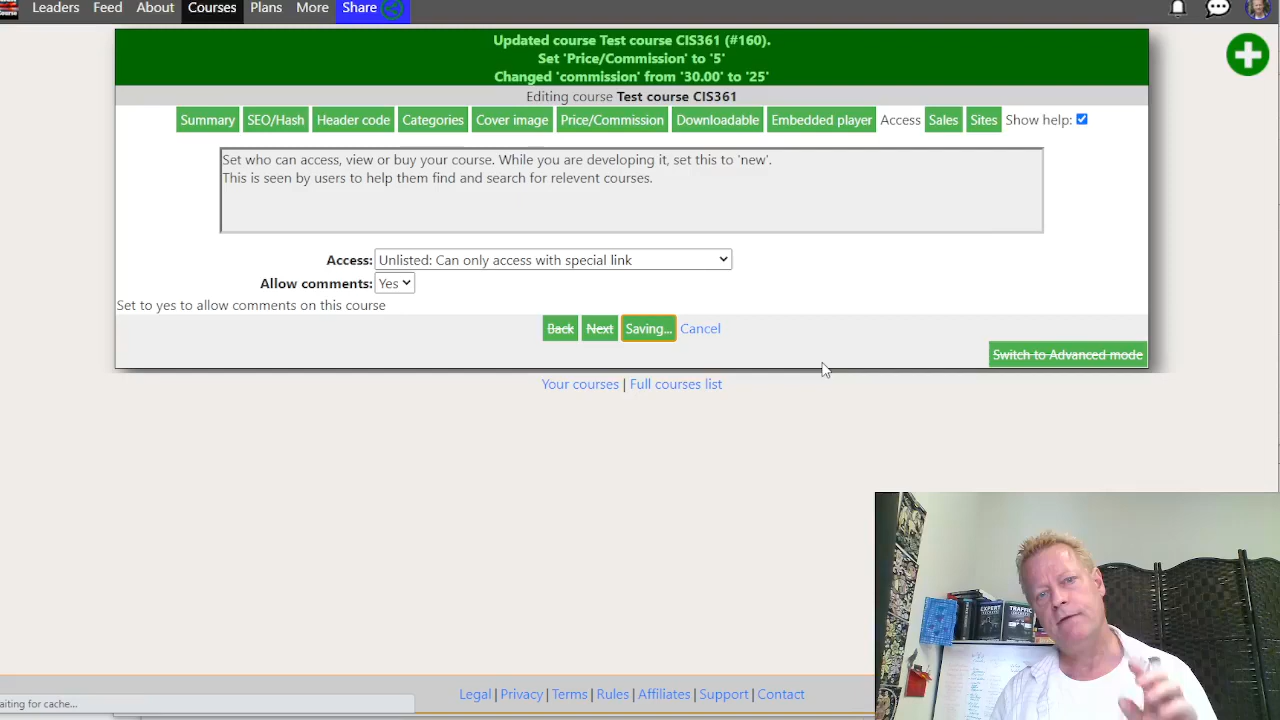 Leaders Feed About Courses Plans More Share
Updated course Test course CIS361 (#160).
Set 'Price/Commission' to '5'
Changed 'commission' from '30.00' to '25'
Editing course Test course CIS361
Summary SEO/Hash Header code Categories Cover image Price/Commission Downloadable Embedded player Access Sales Sites Show help:
Set who can access, view or buy your course. While you are developing it, set this to 'new'.
This is seen by users to help them find and search for relevent courses.
Access: Unlisted: Can only access with special link
Allow comments: Yes
Set to yes to allow comments on this course
Back Next Saving... Cancel
Switch to Advanced mode
Your courses | Full courses list
EXPERT
TRAFFIC
Legal | Privacy | Terms | Rules | Affiliates | Support | Contact
aiting for cache...